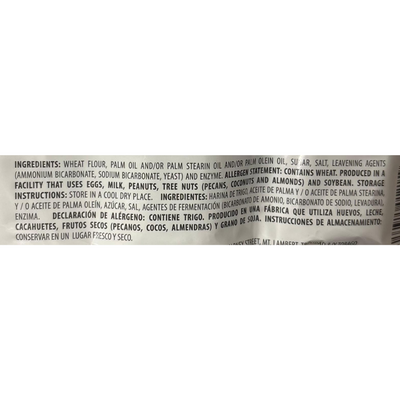 INGREDIENTS: WHEAT FLOUR, PALM OIL AND/OR PALM STEARIN OIL AND/OR PALM OLEIN OIL, SUGAR, SALT, LEAVENING AGENTS
(AMMONIUM BICARBONATE, SODIUM BICARBONATE, YEAST) AND ENZYME. ALLERGEN STATEMENT: CONTAINS WHEAT. PRODUCED IN A
FACILITY THAT USES EGGS, MILK, PEANUTS, TREE NUTS (PECANS, COCONUTS AND ALMONDS) AND SOYBEAN. STORAGE
INSTRUCTIONS: STORE IN A COOL DRY PLACE. INGREDIENTES: HARINA DE TRIGO, ACEITE DE PALMA Y / O ACEITE DE PALMA STEARINA,
Y / O ACEITE DE PALMA OLEÍN, AZÚCAR, SAL, AGENTES DE FERMENTACIÓN (BICARBONATO DE AMONIO, BICARBONATO DE SODIO, LEVADURA),
ENZIMA. DECLARACIÓN DE ALÉRGENO: CONTIENE TRIGO. PRODUCIDO EN UNA FÁBRICA QUE UTILIZA HUEVOS, LECHE,
CACAHUETES, FRUTOS SECOS (PECANOS, COCOS, ALMENDRAS) Y GRANO DE SOJA. INSTRUCCIONES DE ALMACENAMIENTO:
CONSERVAR EN UN LUGAR FRESCO Y SECO.
STREET, MT. LAMBERT,